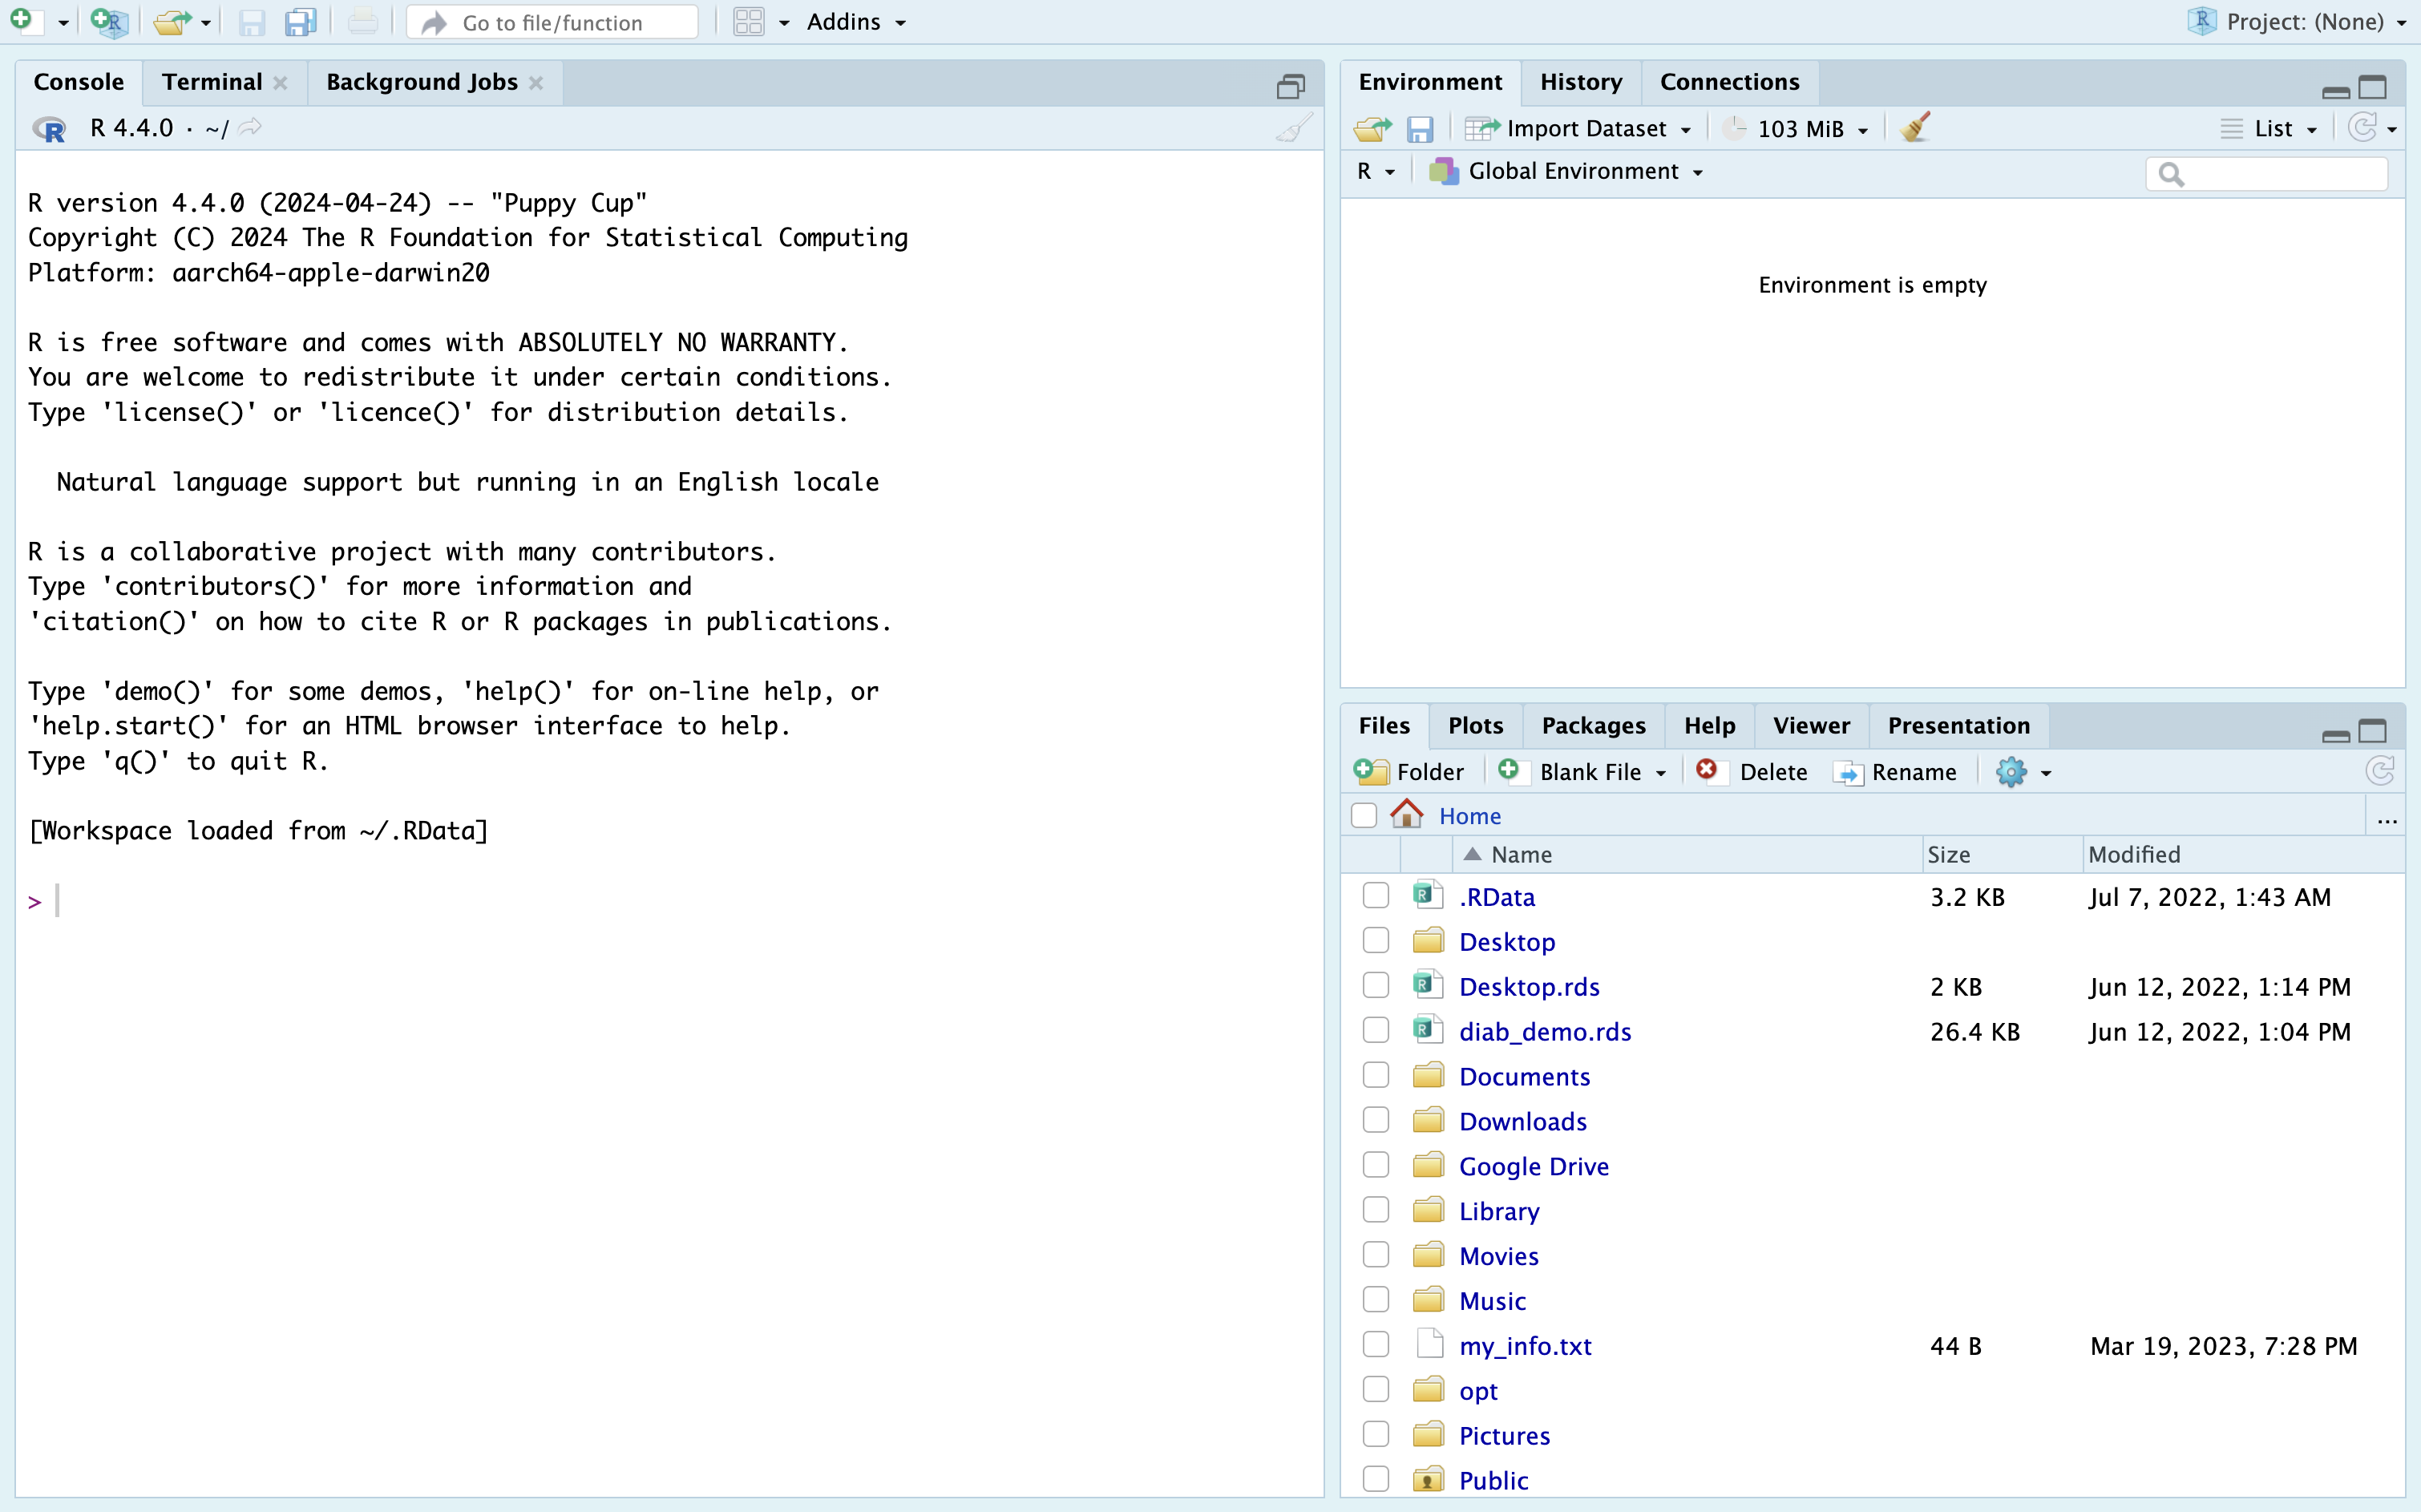 Go to file/function
Addins
Project: (None)
Console
Terminal
Background Jobs
R 4.4.0 · ~/
R version 4.4.0 (2024-04-24) -- "Puppy Cup"
Copyright (C) 2024 The R Foundation for Statistical Computing
Platform: aarch64-apple-darwin20
R is free software and comes with ABSOLUTELY NO WARRANTY.
You are welcome to redistribute it under certain conditions.
Type 'license()' or 'licence()' for distribution details.
Natural language support but running in an English locale
R is a collaborative project with many contributors.
Type 'contributors()' for more information and
'citation()' on how to cite R or R packages in publications.
Type 'demo()' for some demos, 'help()' for on-line help, or
'help.start()' for an HTML browser interface to help.
Type 'q()' to quit R.
[Workspace loaded from ~/.RData]
>
Environment
History
Connections
Import Dataset
103 MiB
List
R
Global Environment
Environment is empty
Files
Plots
Packages
Help
Viewer
Presentation
Folder
Blank File
Delete
Rename
Home
...
Name Size Modified
.RData 3.2 KB Jul 7, 2022, 1:43 AM
Desktop
Desktop.rds 2 KB Jun 12, 2022, 1:14 PM
diab_demo.rds 26.4 KB Jun 12, 2022, 1:04 PM
Documents
Downloads
Google Drive
Library
Movies
Music
my_info.txt 44 B Mar 19, 2023, 7:28 PM
opt
Pictures
Public